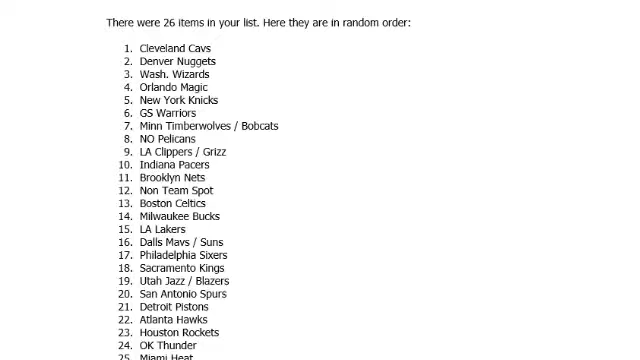 There were 26 items in your list. Here they are in random order:
1. Cleveland Cavs
2. Denver Nuggets
3. Wash. Wizards
4. Orlando Magic
5. New York Knicks
6. GS Warriors
7. Minn Timberwolves / Bobcats
8. NO Pelicans
9. LA Clippers / Grizz
10. Indiana Pacers
11. Brooklyn Nets
12. Non Team Spot
13. Boston Celtics
14. Milwaukee Bucks
15. LA Lakers
16. Dalls Mavs / Suns
17. Philadelphia Sixers
18. Sacramento Kings
19. Utah Jazz / Blazers
20. San Antonio Spurs
21. Detroit Pistons
22. Atlanta Hawks
23. Houston Rockets
24. OK Thunder
25. Miami Heat